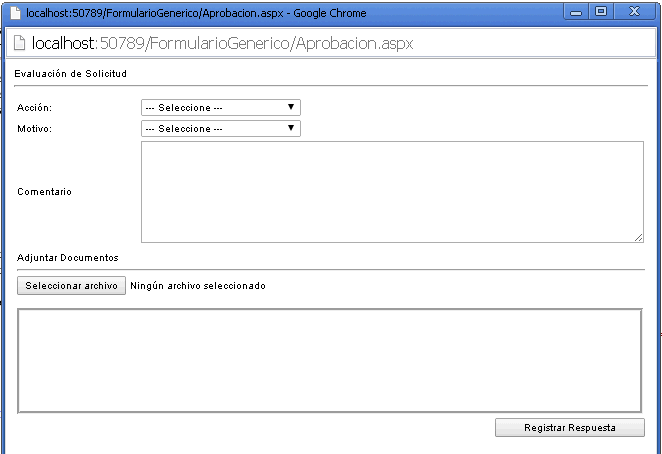 localhost:50789/FormularioGenerico/Aprobacion.aspx - Google Chrome
localhost:50789/FormularioGenerico/Aprobacion.aspx
Evaluación de Solicitud
Acción: --- Seleccione ---
Motivo: --- Seleccione ---
Comentario
Adjuntar Documentos
Seleccionar archivo Ningún archivo seleccionado
Registrar Respuesta